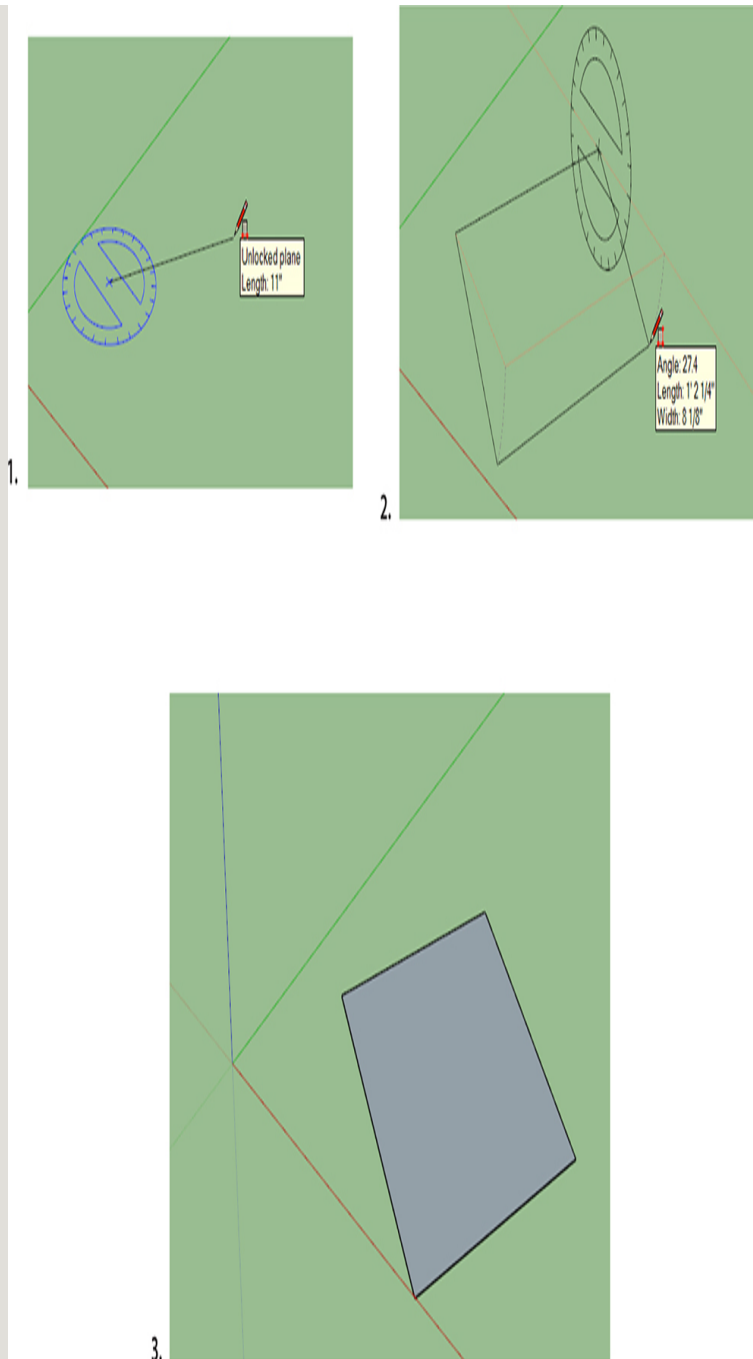 Unlocked plane
Length: 11"
1.
Angle: 27.4
Length: 1' 2 1/4"
Width: 8 1/8"
2.
3.